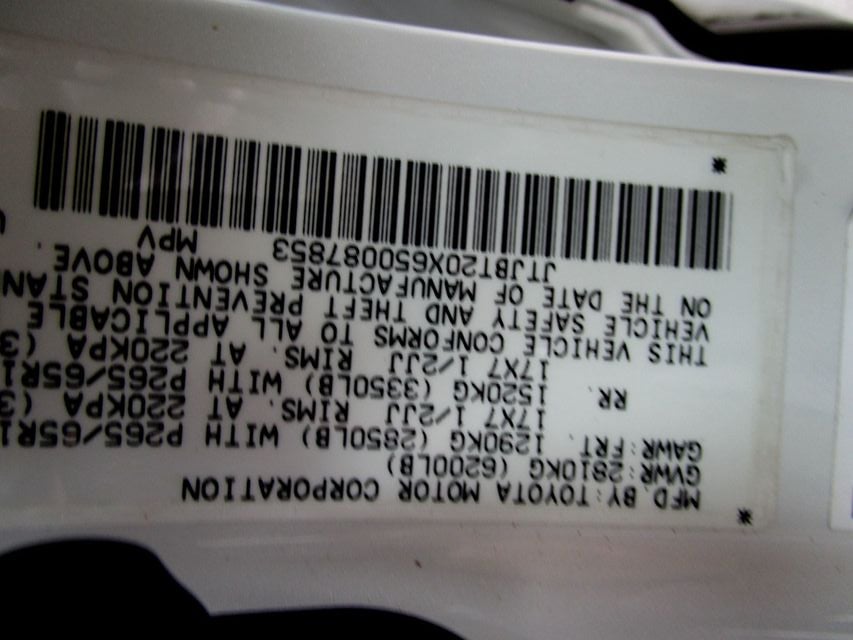 MFD. BY: TOYOTA MOTOR CORPORATION
GVWR: 2810KG (6200LB)
GAWR: FRT. 1290KG (2850LB) WITH P265/65R1
17X7 1/2JJ RIMS. AT 220KPA (3
RR. 1520KG (3350LB) WITH P265/65R1
17X7 1/2JJ RIMS. AT 220KPA (3
THIS VEHICLE CONFORMS TO ALL APPLICABLE
VEHICLE SAFETY AND THEFT PREVENTION STAN
ON THE DATE OF MANUFACTURE SHOWN ABOVE.
JTJBT20X650087853 MPV